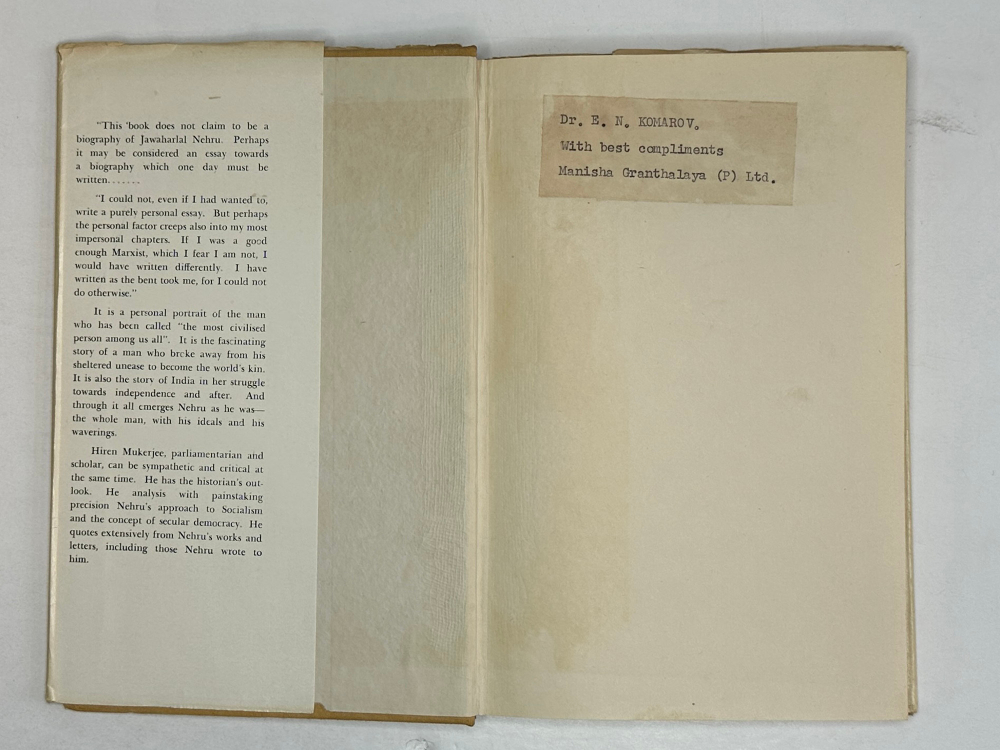 "This 'book does not claim to be a
biography of Jawaharlal Nehru. Perhaps
it may be considered an essay towards
a biography which one day must be
written.......
"I could not, even if I had wanted to,
write a purely personal essay. But perhaps
the personal factor creeps also into my most
impersonal chapters. If I was a good
enough Marxist, which I fear I am not, I
would have written differently. I have
written as the bent took me, for I could not
do otherwise."
It is a personal portrait of the man
who has been called "the most civilised
person among us all". It is the fascinating
story of a man who broke away from his
sheltered unease to become the world's kin.
It is also the story of India in her struggle
towards independence and after. And
through it all emerges Nehru as he was—
the whole man, with his ideals and his
waverings.
Hiren Mukerjee, parliamentarian and
scholar, can be sympathetic and critical at
the same time. He has the historian's out-
look. He analysis with painstaking
precision Nehru's approach to Socialism
and the concept of secular democracy. He
quotes extensively from Nehru's works and
letters, including those Nehru wrote to
him.
Dr. E. N. KOMAROV.
With best compliments
Manisha Granthalaya (P) Ltd.